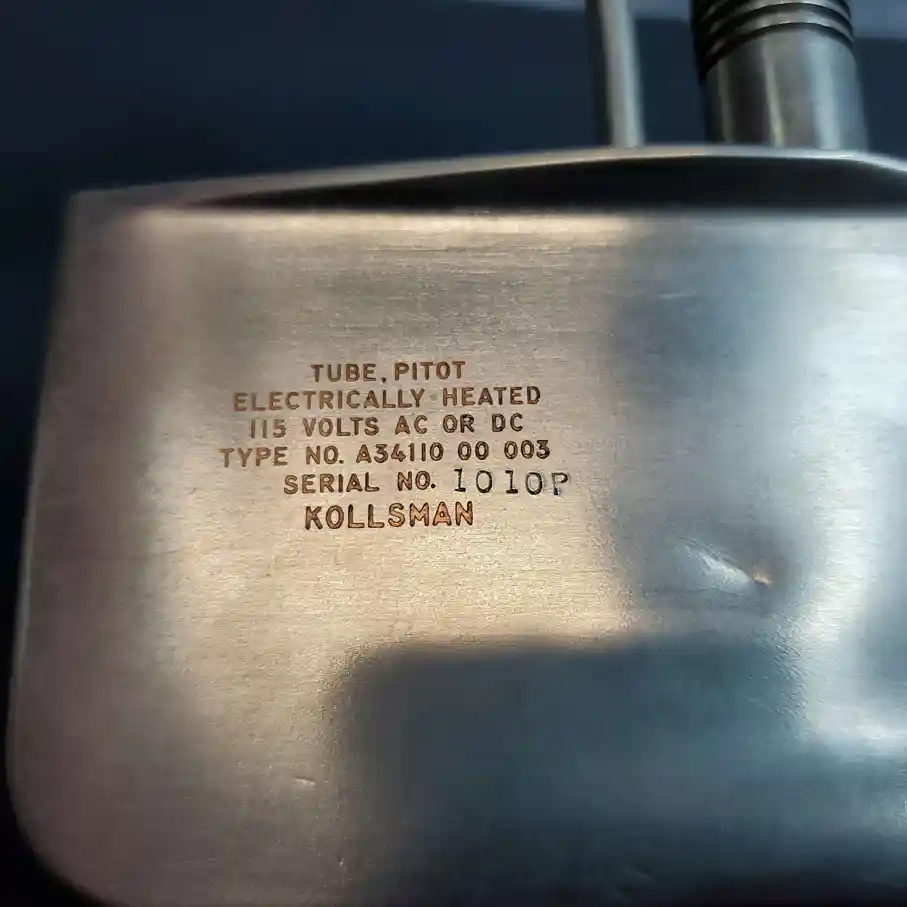 TUBE, PITOT
ELECTRICALLY HEATED
115 VOLTS AC OR DC
TYPE NO. A34110 00 003
SERIAL NO. 1010P
KOLLSMAN